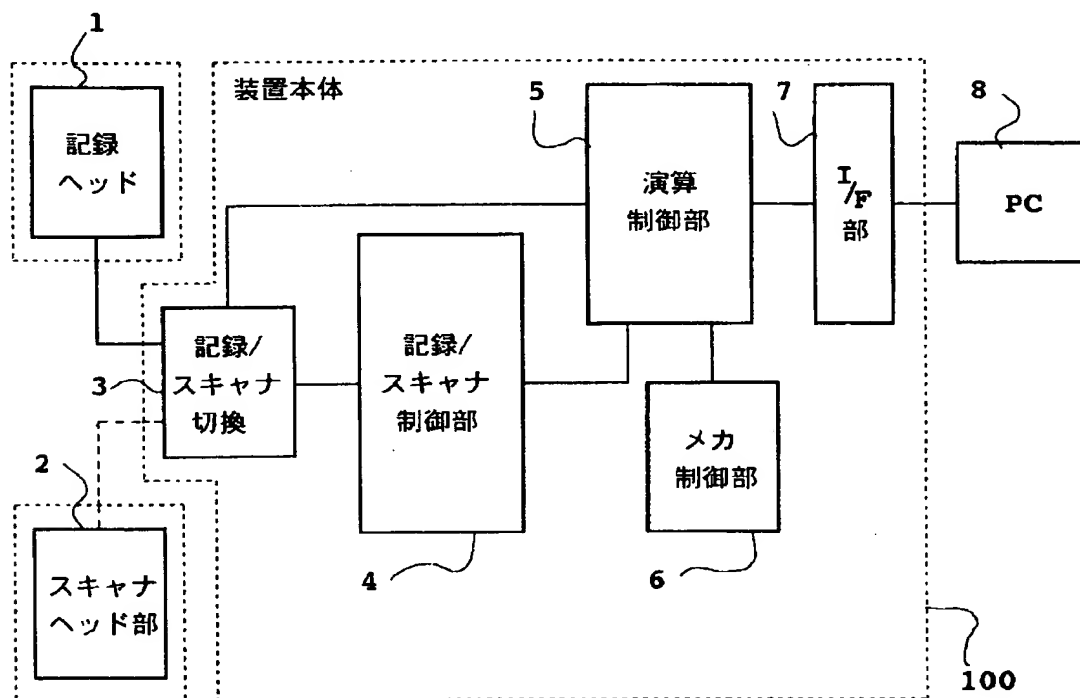 1
記録
ヘッド
装置本体
5
演算
制御部
7
I/F
部
8
PC
3
記録/
スキャナ
切換
記録/
スキャナ
制御部
4
メカ
制御部
6
2
スキャナ
ヘッド部
100